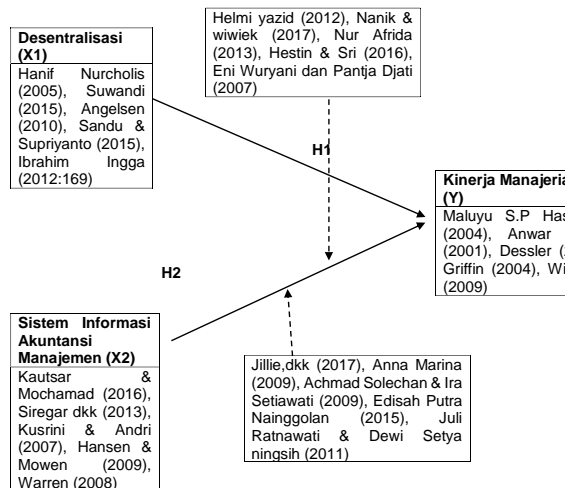 Helmi yazid (2012), Nanik &
wiwiek (2017), Nur Afrida
(2013), Hestin & Sri (2016),
Eni Wuryani dan Pantja Djati
(2007)
Desentralisasi
(X1)
Hanif Nurcholis
(2005), Suwandi
(2015), Angelsen
(2010), Sandu &
Supriyanto (2015),
Ibrahim Ingga
(2012:169)
H1
Kinerja Manajeria
(Y)
Maluyu S.P Has
(2004), Anwar
(2001), Dessler
Griffin (2004), Wi
(2009)
H2
Sistem Informasi
Akuntansi
Manajemen (X2)
Kautsar &
Mochamad (2016),
Siregar dkk (2013),
Kusrini & Andri
(2007), Hansen &
Mowen (2009),
Warren (2008)
Jillie,dkk (2017), Anna Marina
(2009), Achmad Solechan & Ira
Setiawati (2009), Edisah Putra
Nainggolan (2015), Juli
Ratnawati & Dewi Setya
ningsih (2011)